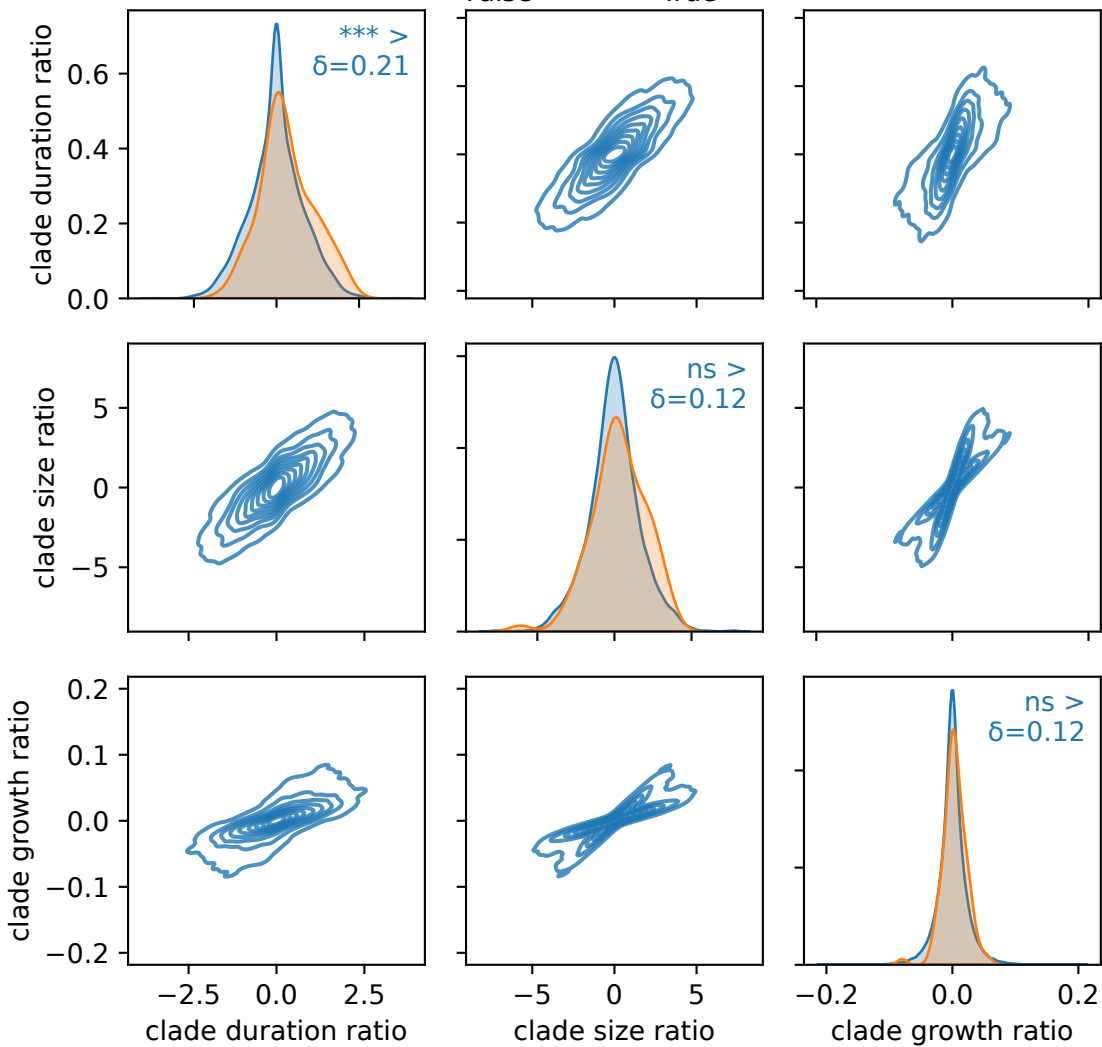 *** >
δ=0.21
0.6
0.4
0.2
0.0
clade duration ratio
ns >
δ=0.12
5
0
−5
clade size ratio
ns >
δ=0.12
0.2
0.1
0.0
−0.1
−0.2
clade growth ratio
−2.5 0.0 2.5
−5 0 5
−0.2 0.0 0.2
clade duration ratio
clade size ratio
clade growth ratio